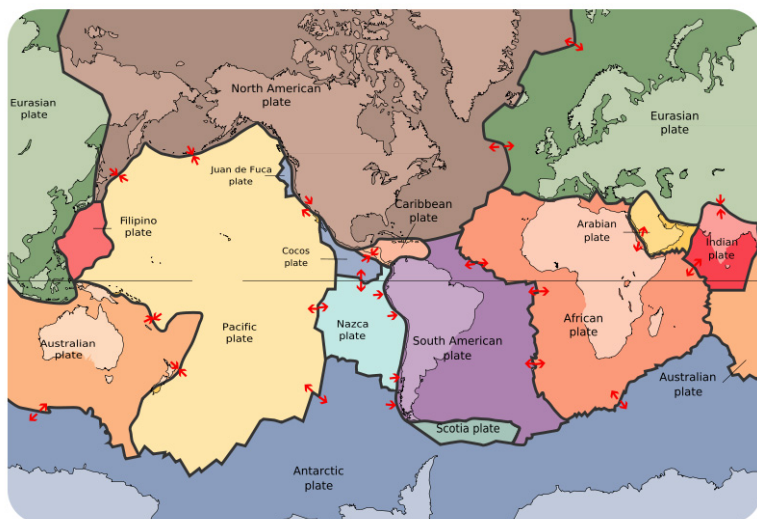 North American
plate
Eurasian
plate
Eurasian
plate
Juan de Fuca
plate
Caribbean
plate
Filipino
plate
Arabian
plate
Indian
plate
Cocos
plate
Australian
plate
Pacific
plate
Nazca
plate
South American
plate
African
plate
Australian
plate
Scotia plate
Antarctic
plate